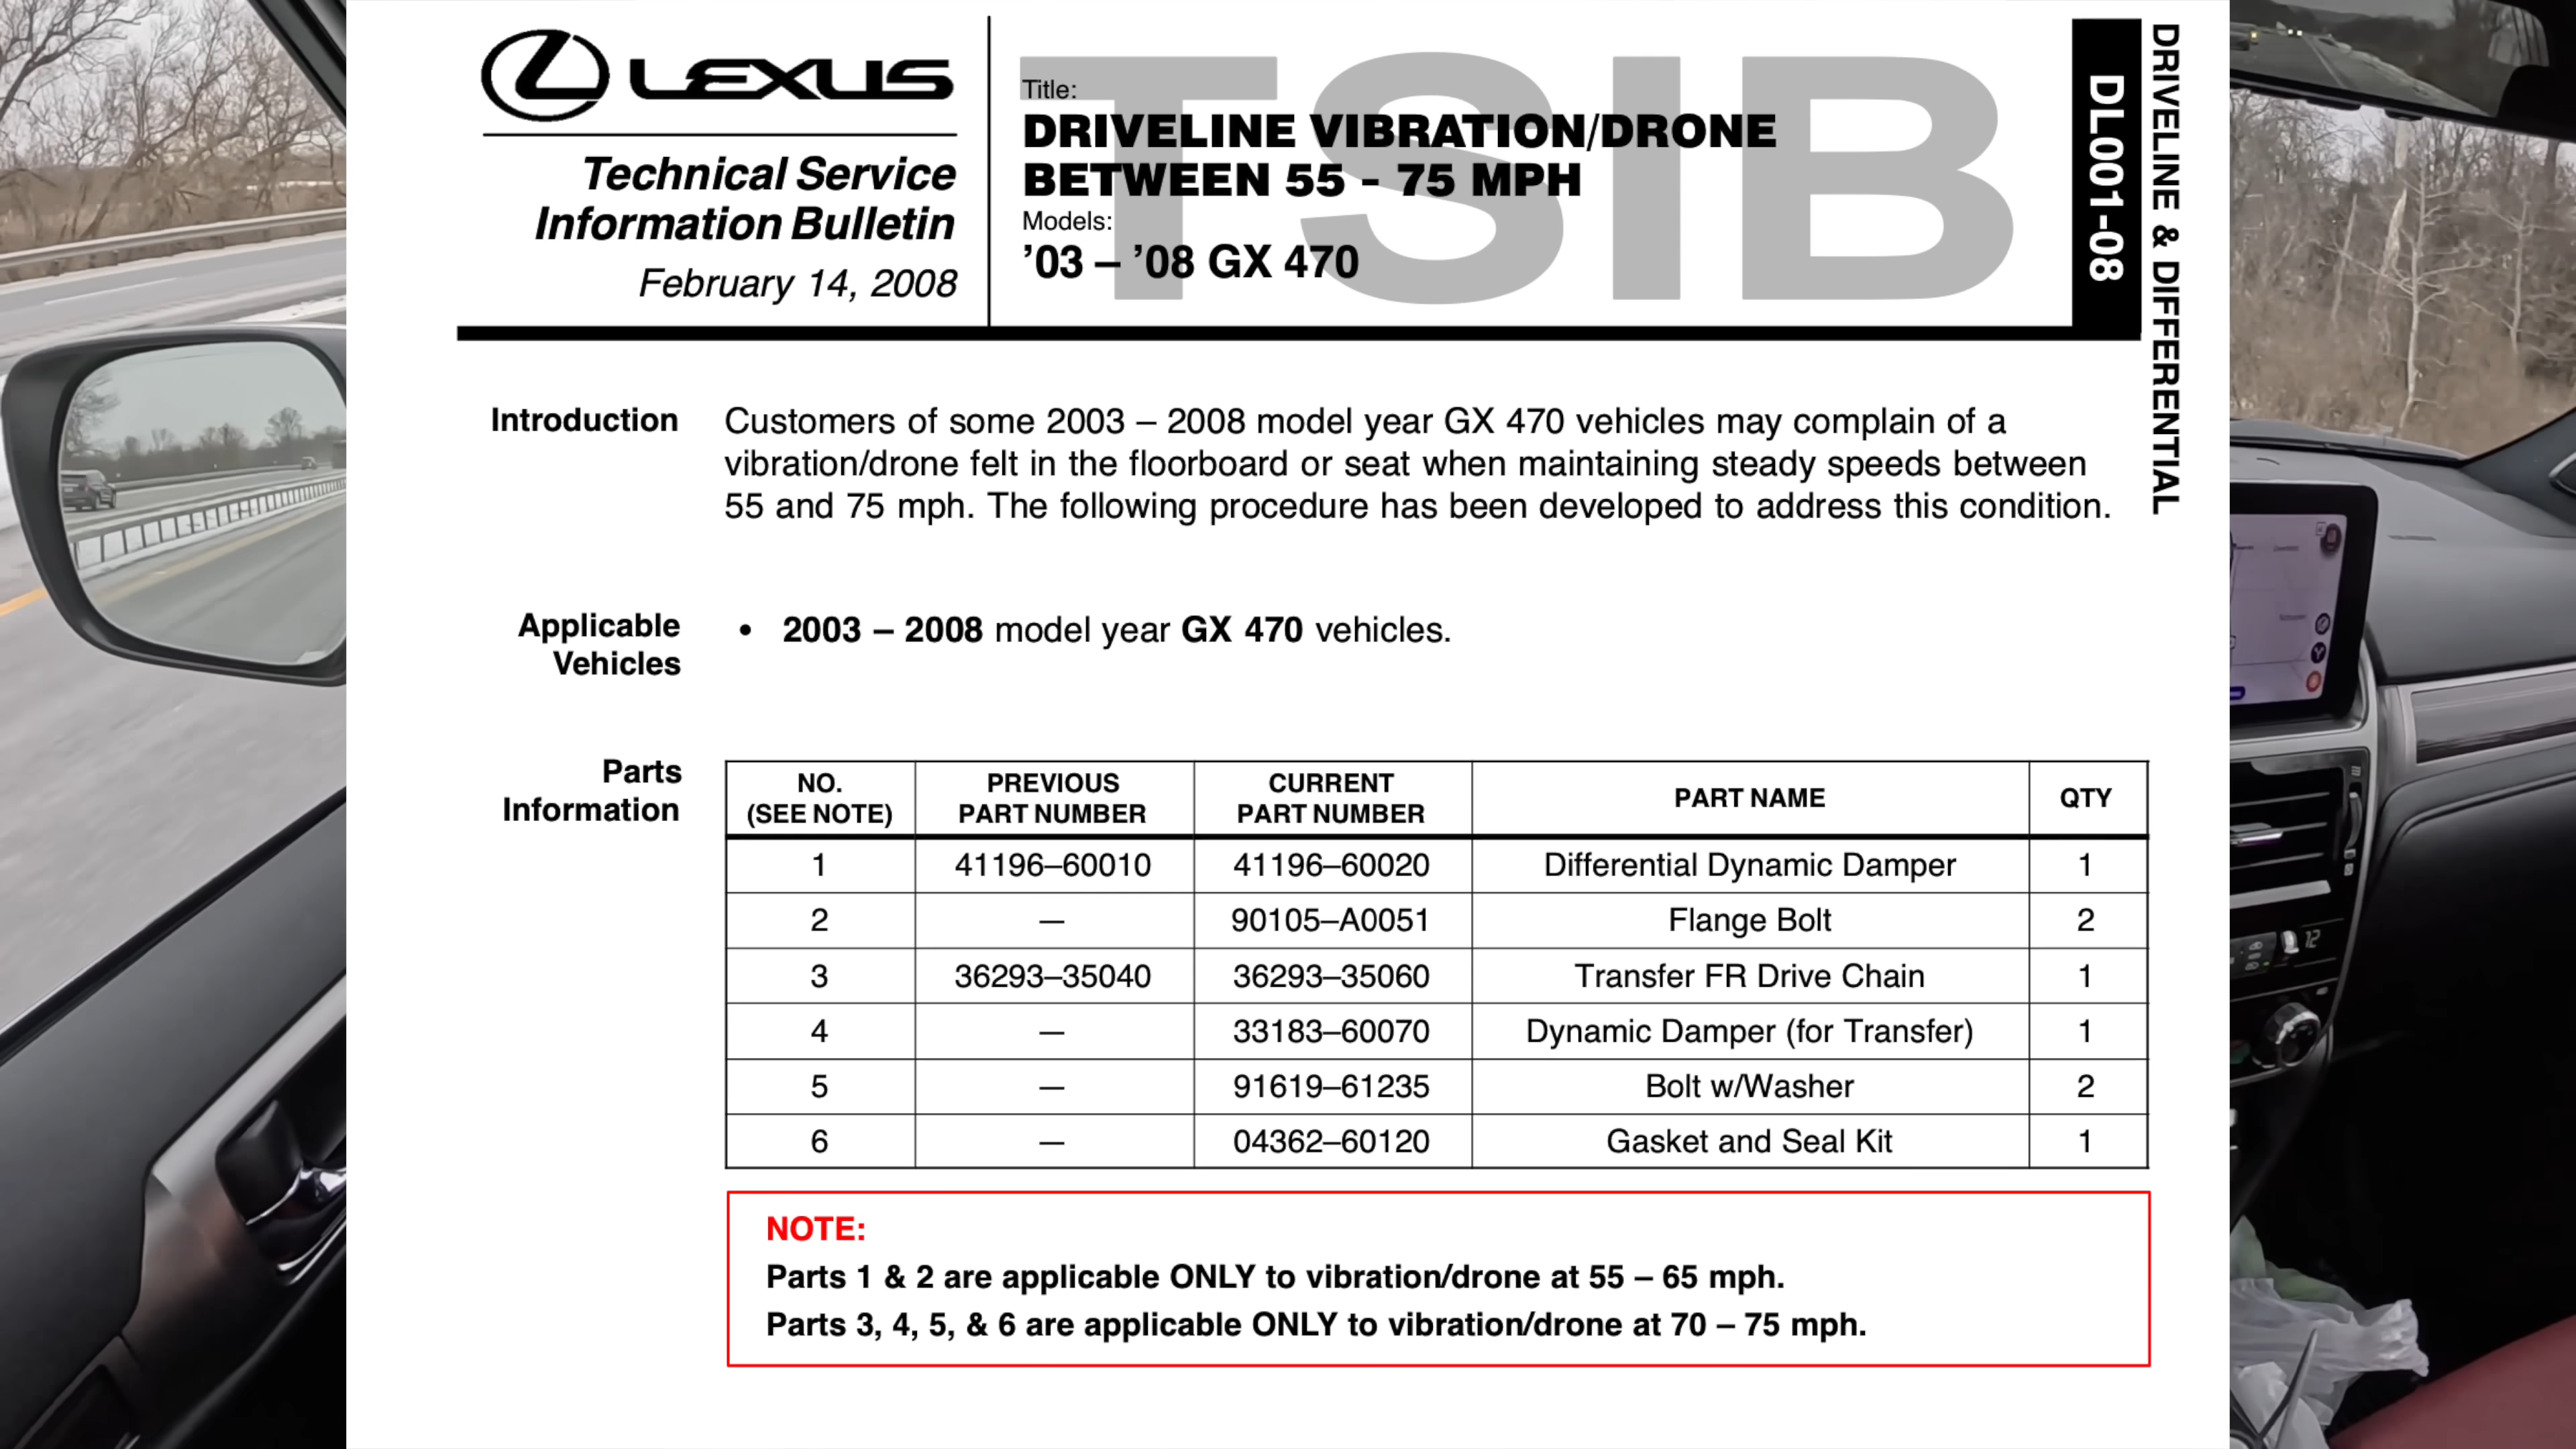 LEXUS
Technical Service
Information Bulletin
February 14, 2008
TSIB
Title:
DRIVELINE VIBRATION/DRONE
BETWEEN 55 - 75 MPH
Models:
’03 – ’08 GX 470
DL001-08
DRIVELINE & DIFFERENTIAL
Introduction
Customers of some 2003 – 2008 model year GX 470 vehicles may complain of a
vibration/drone felt in the floorboard or seat when maintaining steady speeds between
55 and 75 mph. The following procedure has been developed to address this condition.
Applicable
Vehicles
• 2003 – 2008 model year GX 470 vehicles.
Parts
Information
NO.
(SEE NOTE)
PREVIOUS
PART NUMBER
CURRENT
PART NUMBER
PART NAME
QTY
1 41196–60010 41196–60020 Differential Dynamic Damper 1
2 — 90105–A0051 Flange Bolt 2
3 36293–35040 36293–35060 Transfer FR Drive Chain 1
4 — 33183–60070 Dynamic Damper (for Transfer) 1
5 — 91619–61235 Bolt w/Washer 2
6 — 04362–60120 Gasket and Seal Kit 1
NOTE:
Parts 1 & 2 are applicable ONLY to vibration/drone at 55 – 65 mph.
Parts 3, 4, 5, & 6 are applicable ONLY to vibration/drone at 70 – 75 mph.
12